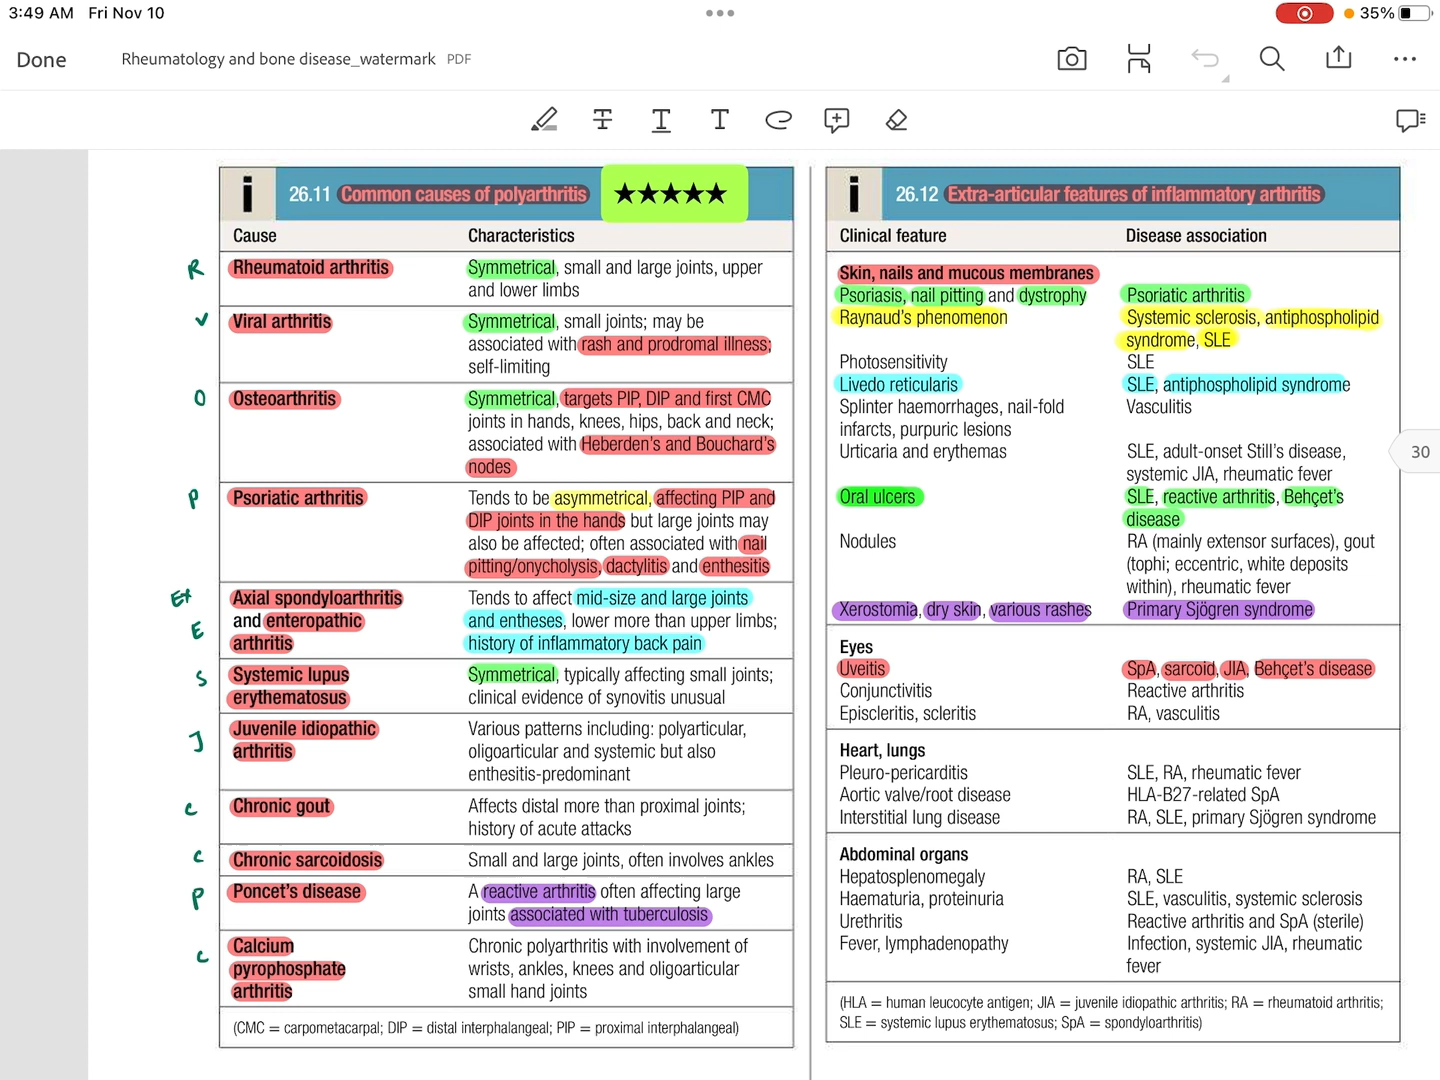 3:49 AM Fri Nov 10
35%
Done
Rheumatology and bone disease_watermark PDF
T T T
i 26.11 Common causes of polyarthritis ★★★★★
Cause Characteristics
R Rheumatoid arthritis Symmetrical, small and large joints, upper
and lower limbs
V Viral arthritis Symmetrical, small joints; may be
associated with rash and prodromal illness;
self-limiting
O Osteoarthritis Symmetrical, targets PIP, DIP and first CMC
joints in hands, knees, hips, back and neck;
associated with Heberden's and Bouchard's
nodes
P Psoriatic arthritis Tends to be asymmetrical, affecting PIP and
DIP joints in the hands but large joints may
also be affected; often associated with nail
pitting/onycholysis, dactylitis and enthesitis
Axial spondyloarthritis Tends to affect mid-size and large joints
E and enteropathic and entheses, lower more than upper limbs;
arthritis history of inflammatory back pain
S Systemic lupus Symmetrical, typically affecting small joints;
erythematosus clinical evidence of synovitis unusual
J Juvenile idiopathic Various patterns including: polyarticular,
arthritis oligoarticular and systemic but also
enthesitis-predominant
C Chronic gout Affects distal more than proximal joints;
history of acute attacks
C Chronic sarcoidosis Small and large joints, often involves ankles
P Poncet's disease A reactive arthritis often affecting large
joints associated with tuberculosis
C Calcium Chronic polyarthritis with involvement of
pyrophosphate wrists, ankles, knees and oligoarticular
arthritis small hand joints
(CMC = carpometacarpal; DIP = distal interphalangeal; PIP = proximal interphalangeal)
i 26.12 Extra-articular features of inflammatory arthritis
Clinical feature Disease association
Skin, nails and mucous membranes
Psoriasis, nail pitting and dystrophy Psoriatic arthritis
Raynaud's phenomenon Systemic sclerosis, antiphospholipid
syndrome, SLE
Photosensitivity SLE
Livedo reticularis SLE, antiphospholipid syndrome
Splinter haemorrhages, nail-fold Vasculitis
infarcts, purpuric lesions
Urticaria and erythemas SLE, adult-onset Still's disease,
systemic JIA, rheumatic fever
Oral ulcers SLE, reactive arthritis, Behçet's
disease
Nodules RA (mainly extensor surfaces), gout
(tophi; eccentric, white deposits
within), rheumatic fever
Xerostomia, dry skin, various rashes Primary Sjögren syndrome
Eyes
Uveitis SpA, sarcoid, JIA, Behçet's disease
Conjunctivitis Reactive arthritis
Episcleritis, scleritis RA, vasculitis
Heart, lungs
Pleuro-pericarditis SLE, RA, rheumatic fever
Aortic valve/root disease HLA-B27-related SpA
Interstitial lung disease RA, SLE, primary Sjögren syndrome
Abdominal organs
Hepatosplenomegaly RA, SLE
Haematuria, proteinuria SLE, vasculitis, systemic sclerosis
Urethritis Reactive arthritis and SpA (sterile)
Fever, lymphadenopathy Infection, systemic JIA, rheumatic
fever
(HLA = human leucocyte antigen; JIA = juvenile idiopathic arthritis; RA = rheumatoid arthritis;
SLE = systemic lupus erythematosus; SpA = spondyloarthritis)
30